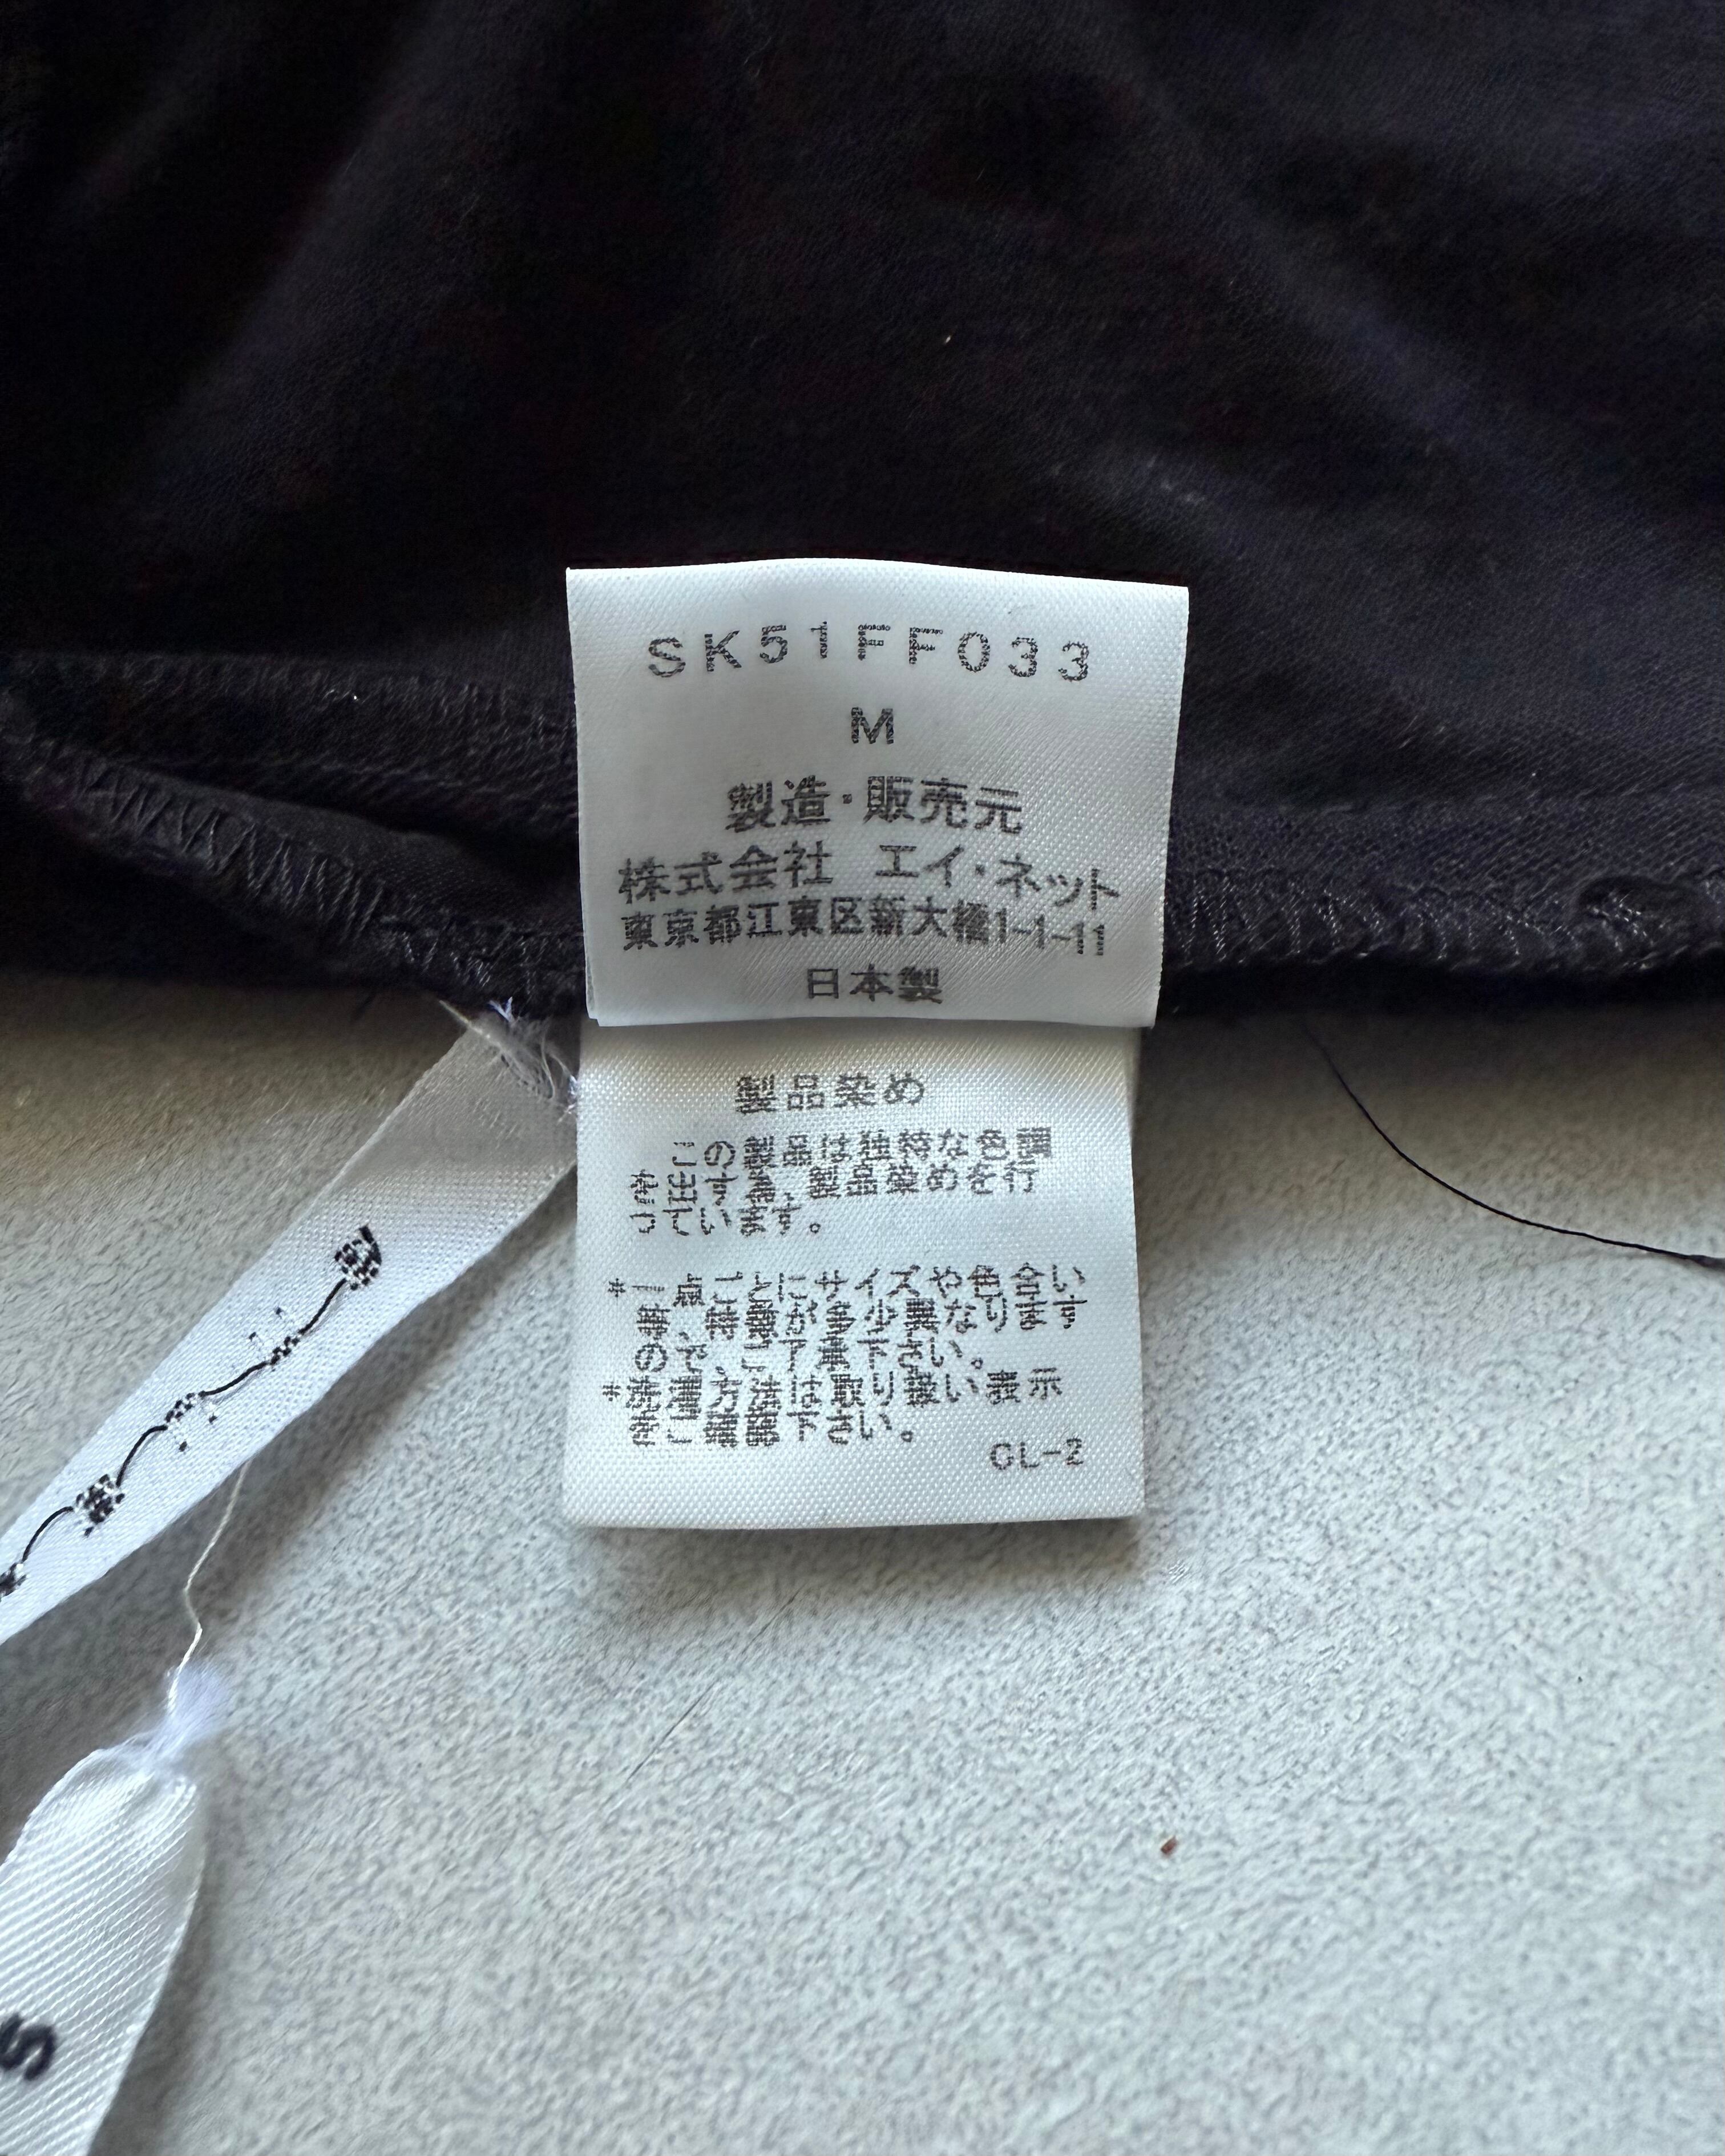 SK51FF033
M
製造・販売元
株式会社 エイ・ネット
東京都江東区新大橋1-1-11
日本製
製品染め
この製品は独特な色調
を出す為、製品染めを行
っています。
*一点ごとにサイズや色合い
等、特徴が多少異なります
ので、ご了承下さい。
*洗濯方法は取り扱い表示
をご確認下さい。
CL-2
S